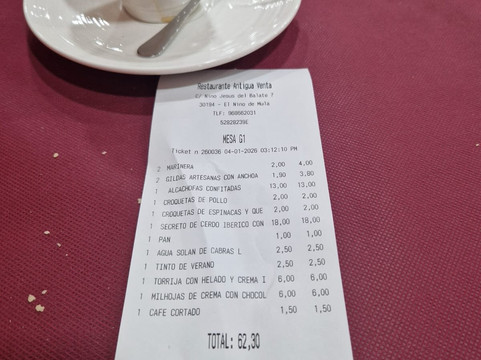 Restaurante Antigua Venta
C/ Nino Jesus del Balate 7
30194 - El Nino de Mula
TLF: 968662031
52828239E
MESA G1
Ticket n 260036 04-01-2026 03:12:10 PM
2 MARINERA 2,00 4,00
2 GILDAS ARTESANAS CON ANCHOA 1,90 3,80
1 ALCACHOFAS CONFITADAS 13,00 13,00
1 CROQUETAS DE POLLO 2,00 2,00
1 CROQUETAS DE ESPINACAS Y QUE 2,00 2,00
1 SECRETO DE CERDO IBERICO CON 18,00 18,00
1 PAN 1,00 1,00
1 AGUA SOLAN DE CABRAS L 2,50 2,50
1 TINTO DE VERANO 2,50 2,50
1 TORRIJA CON HELADO Y CREMA I 6,00 6,00
1 MILHOJAS DE CREMA CON CHOCOL 6,00 6,00
1 CAFE CORTADO 1,50 1,50
TOTAL: 62,30